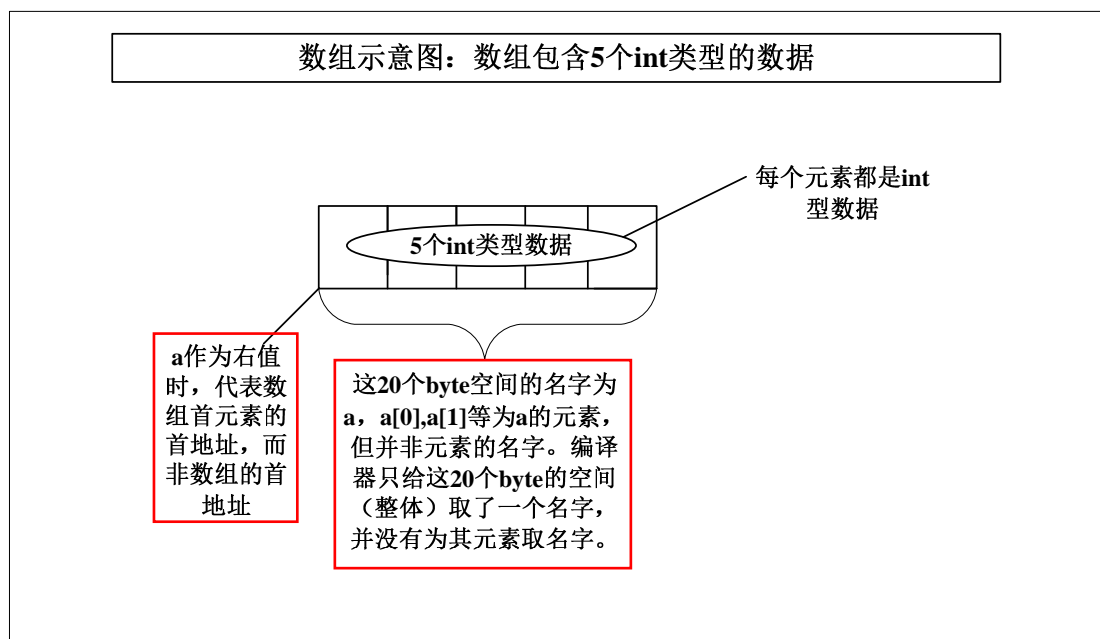 数组示意图：数组包含5个int类型的数据
每个元素都是int
型数据
5个int类型数据
a作为右值
时，代表数
组首元素的
首地址，而
非数组的首
地址
这20个byte空间的名字为
a，a[0],a[1]等为a的元素，
但并非元素的名字。编译
器只给这20个byte的空间
（整体）取了一个名字，
并没有为其元素取名字。